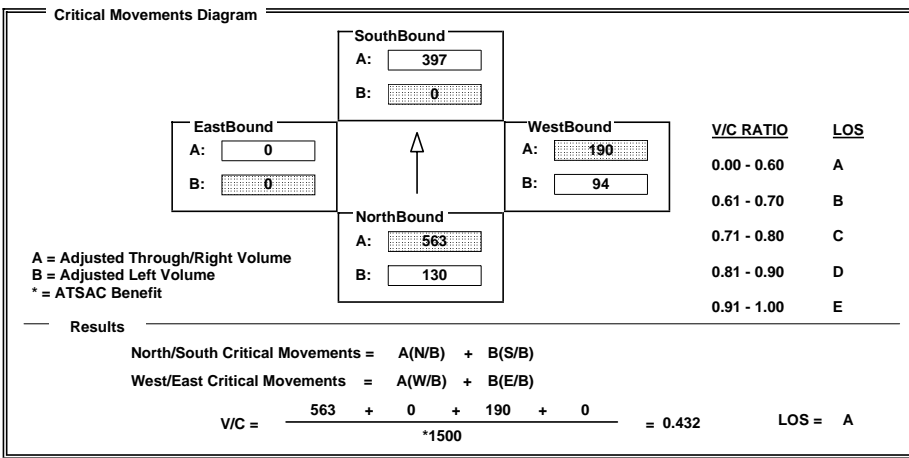 Critical Movements Diagram
SouthBound
A: 397
B: 0
EastBound
A: 0
B: 0
WestBound
A: 190
B: 94
NorthBound
A: 563
B: 130
V/C RATIO LOS
0.00 - 0.60 A
0.61 - 0.70 B
0.71 - 0.80 C
0.81 - 0.90 D
0.91 - 1.00 E
A = Adjusted Through/Right Volume
B = Adjusted Left Volume
* = ATSAC Benefit
Results
North/South Critical Movements = A(N/B) + B(S/B)
West/East Critical Movements = A(W/B) + B(E/B)
563 + 0 + 190 + 0
V/C = = 0.432 LOS = A
*1500